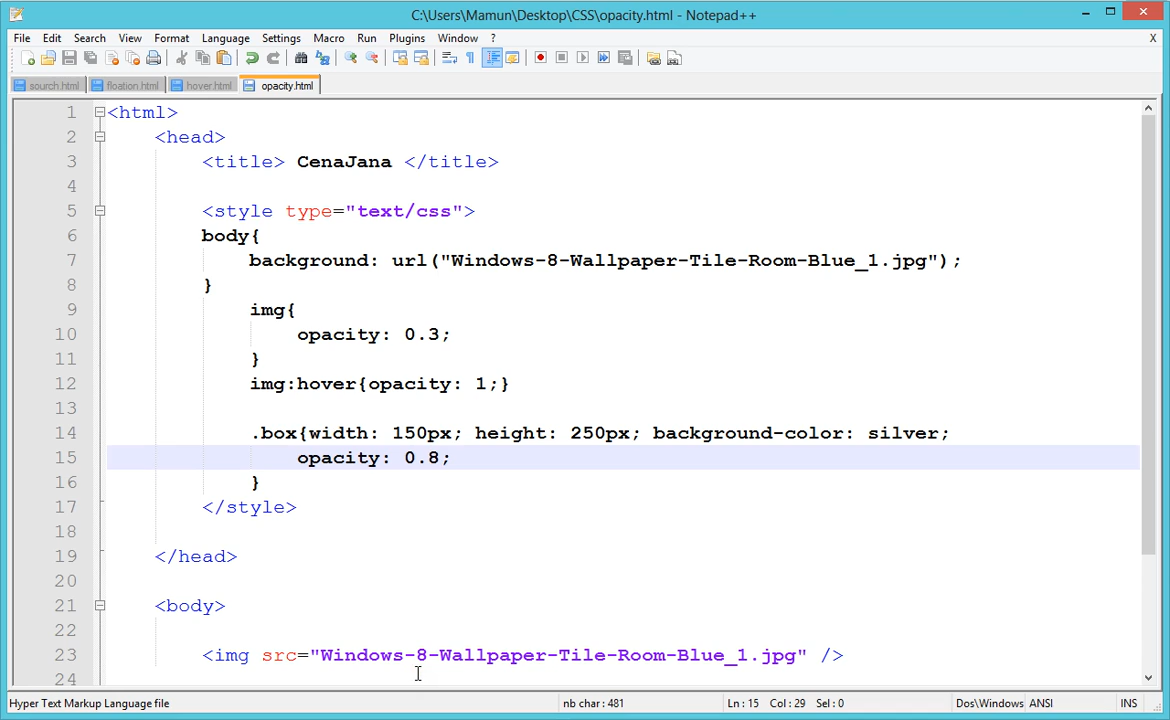 C:\Users\Mamun\Desktop\CSS\opacity.html - Notepad++
File Edit Search View Format Language Settings Macro Run Plugins Window ? X
sourch.html floation.html hover.html opacity.html
1 <html>
2 <head>
3 <title> CenaJana </title>
4
5 <style type="text/css">
6 body{
7 background: url("Windows-8-Wallpaper-Tile-Room-Blue_1.jpg");
8 }
9 img{
10 opacity: 0.3;
11 }
12 img:hover{opacity: 1;}
13
14 .box{width: 150px; height: 250px; background-color: silver;
15 opacity: 0.8;
16 }
17 </style>
18
19 </head>
20
21 <body>
22
23 <img src="Windows-8-Wallpaper-Tile-Room-Blue_1.jpg" />
24
Hyper Text Markup Language file nb char : 481 Ln : 15 Col : 29 Sel : 0 Dos\Windows ANSI INS